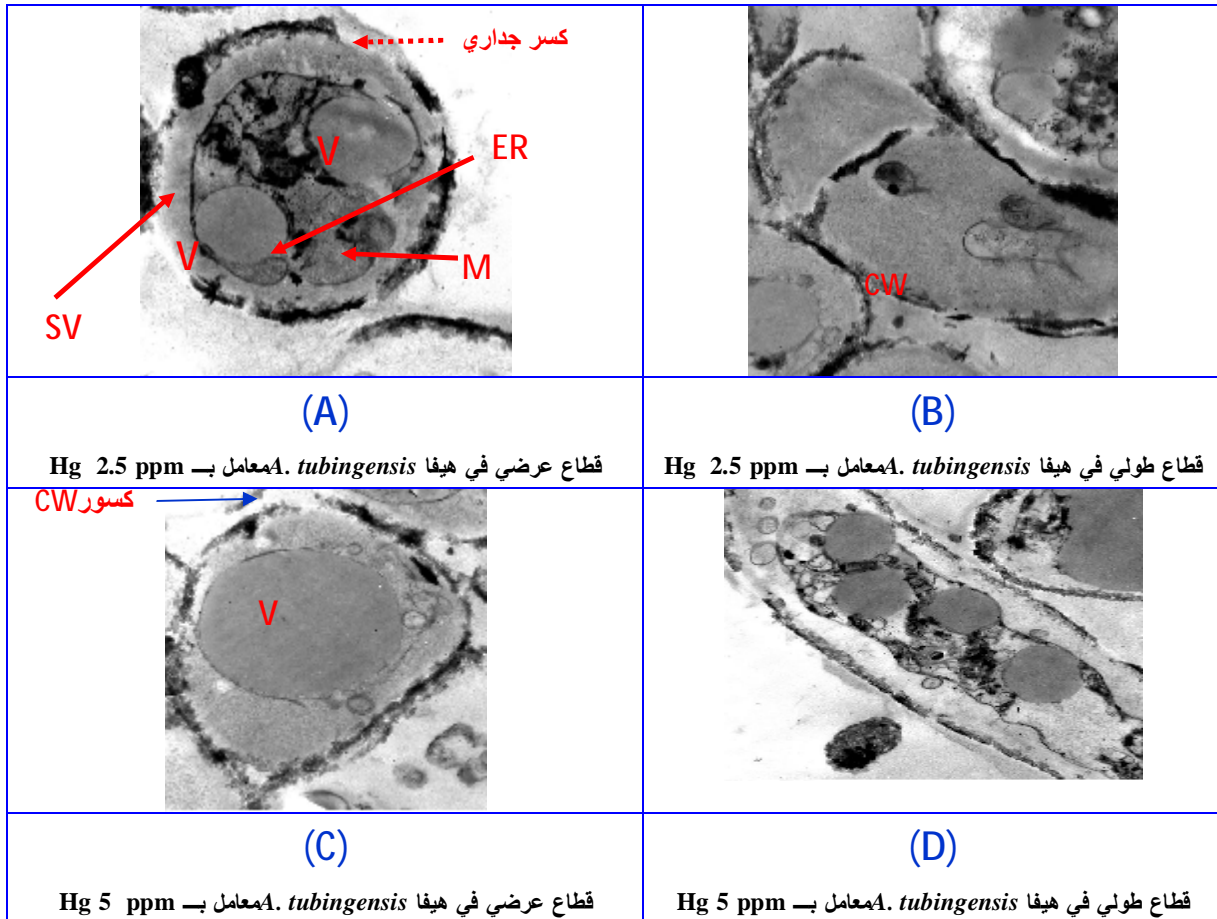 كسر جداري
V
ER
V
M
SV
CW
(A)
قطاع عرضي في هيفا A. tubingensis معامل بـــ Hg 2.5 ppm
(B)
قطاع طولي في هيفا A. tubingensis معامل بـــ Hg 2.5 ppm
كسور CW
V
(C)
قطاع عرضي في هيفا A. tubingensis معامل بـــ Hg 5 ppm
(D)
قطاع طولي في هيفا A. tubingensis معامل بـــ Hg 5 ppm